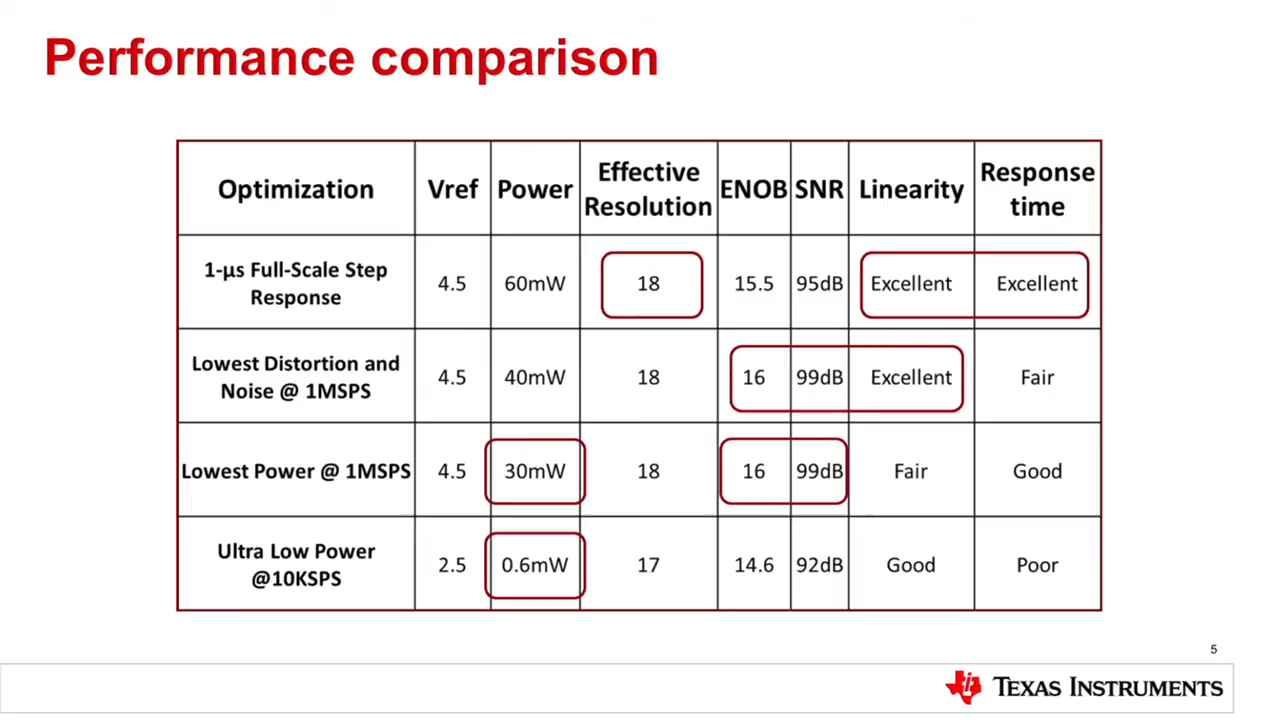 Performance comparison
Optimization Vref Power Effective Resolution ENOB SNR Linearity Response time
1-µs Full-Scale Step Response 4.5 60mW 18 15.5 95dB Excellent Excellent
Lowest Distortion and Noise @ 1MSPS 4.5 40mW 18 16 99dB Excellent Fair
Lowest Power @ 1MSPS 4.5 30mW 18 16 99dB Fair Good
Ultra Low Power @10KSPS 2.5 0.6mW 17 14.6 92dB Good Poor
5
TEXAS INSTRUMENTS